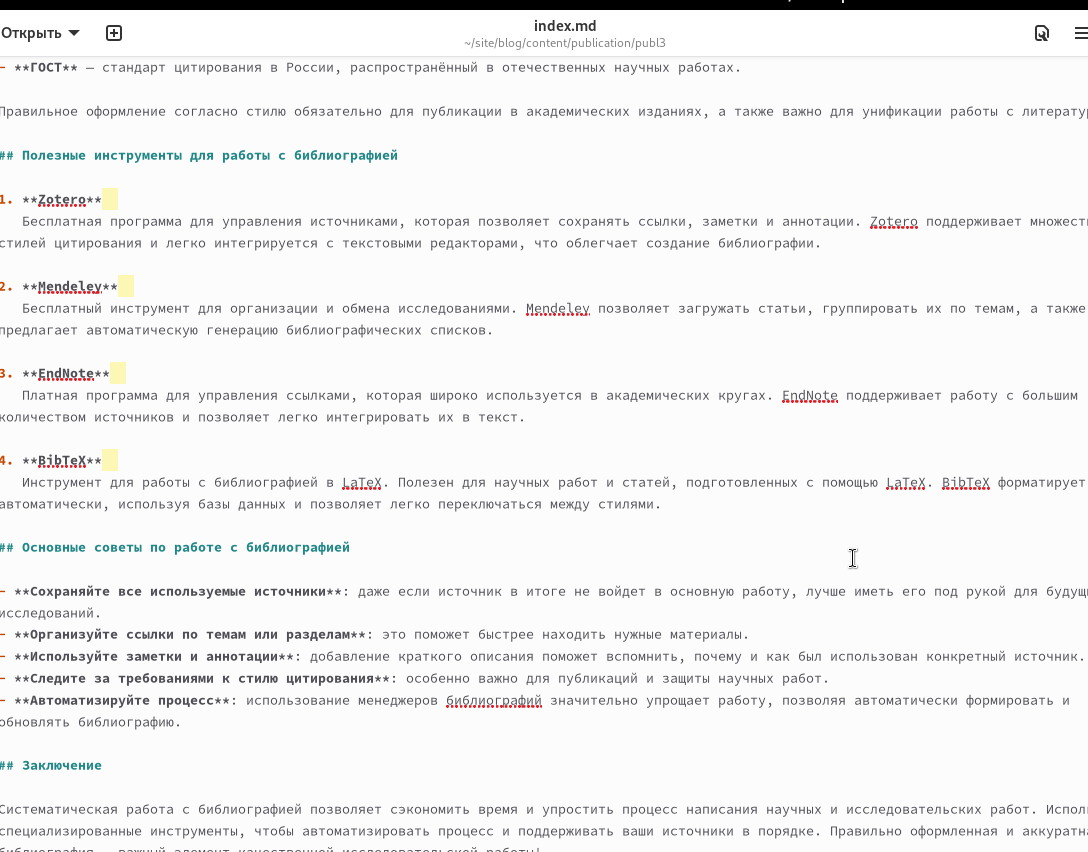 Открыть
index.md
~/site/blog/content/publication/publ3
- **ГОСТ** — стандарт цитирования в России, распространённый в отечественных научных работах.
Правильное оформление согласно стилю обязательно для публикации в академических изданиях, а также важно для унификации работы с
## Полезные инструменты для работы с библиографией
1. **Zotero**
Бесплатная программа для управления источниками, которая позволяет сохранять ссылки, заметки и аннотации. Zotero поддерживает
стилей цитирования и легко интегрируется с текстовыми редакторами, что облегчает создание библиографии.
2. **Mendeley**
Бесплатный инструмент для организации и обмена исследованиями. Mendeley позволяет загружать статьи, группировать их по темам, а также
предлагает автоматическую генерацию библиографических списков.
3. **EndNote**
Платная программа для управления ссылками, которая широко используется в академических кругах. EndNote поддерживает работу с большим
количеством источников и позволяет легко интегрировать их в текст.
4. **BibTeX**
Инструмент для работы с библиографией в LaTeX. Полезен для научных работ и статей, подготовленных с помощью LaTeX. BibTeX форматирует
автоматически, используя базы данных и позволяет легко переключаться между стилями.
## Основные советы по работе с библиографией
- **Сохраняйте все используемые источники**: даже если источник в итоге не войдет в основную работу, лучше иметь его под рукой для
исследований.
- **Организуйте ссылки по темам или разделам**: это поможет быстрее находить нужные материалы.
- **Используйте заметки и аннотации**: добавление краткого описания поможет вспомнить, почему и как был использован конкретный источник.
- **Следите за требованиями к стилю цитирования**: особенно важно для публикаций и защиты научных работ.
- **Автоматизируйте процесс**: использование менеджеров библиографий значительно упрощает работу, позволяя автоматически формировать и
обновлять библиографию.
## Заключение
Систематическая работа с библиографией позволяет сэкономить время и упростить процесс написания научных и исследовательских работ.
специализированные инструменты, чтобы автоматизировать процесс и поддерживать ваши источники в порядке. Правильно оформленная и
библиография — важный элемент качественной исследовательской работы!